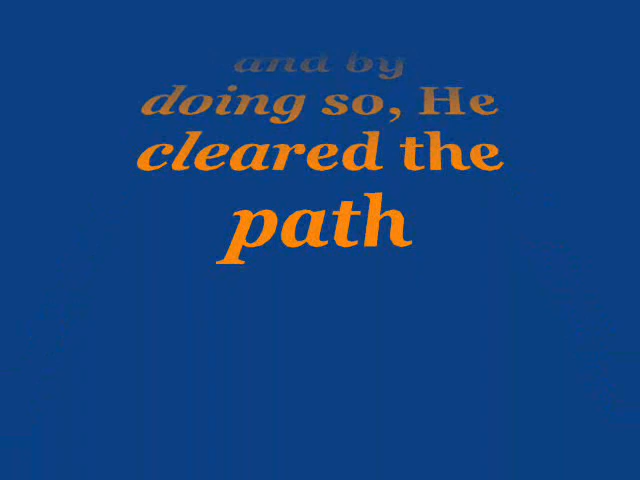 and by
doing so, He
cleared the
path